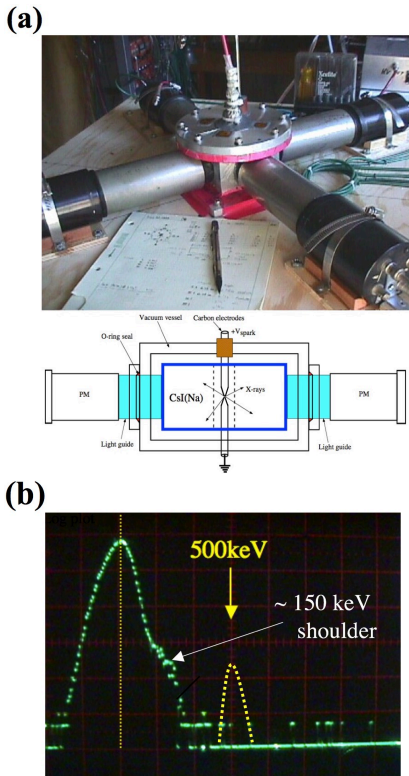 (a)
Vacuum vessel
Carbon electrodes
+Vspark
O-ring seal
PM
CsI(Na)
X-rays
PM
Light guide
Light guide
(b)
500keV
~ 150 keV
shoulder